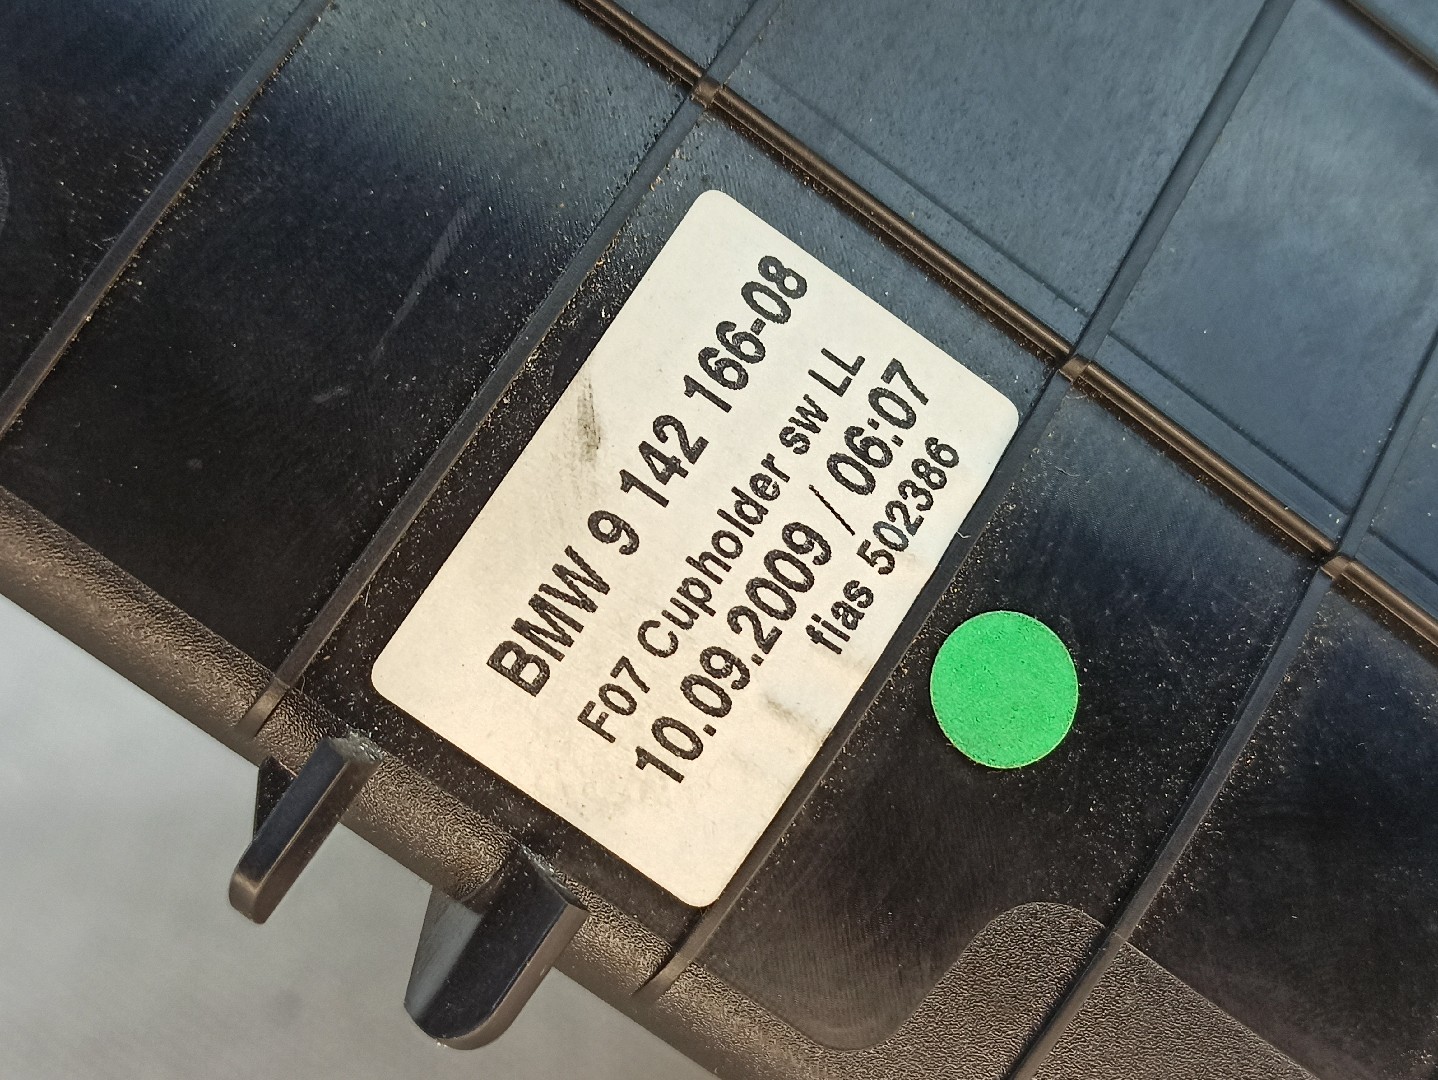 BMW 9 142 166-08
F07 Cupholder sw LL
10.09.2009 / 06:07
fias 502386